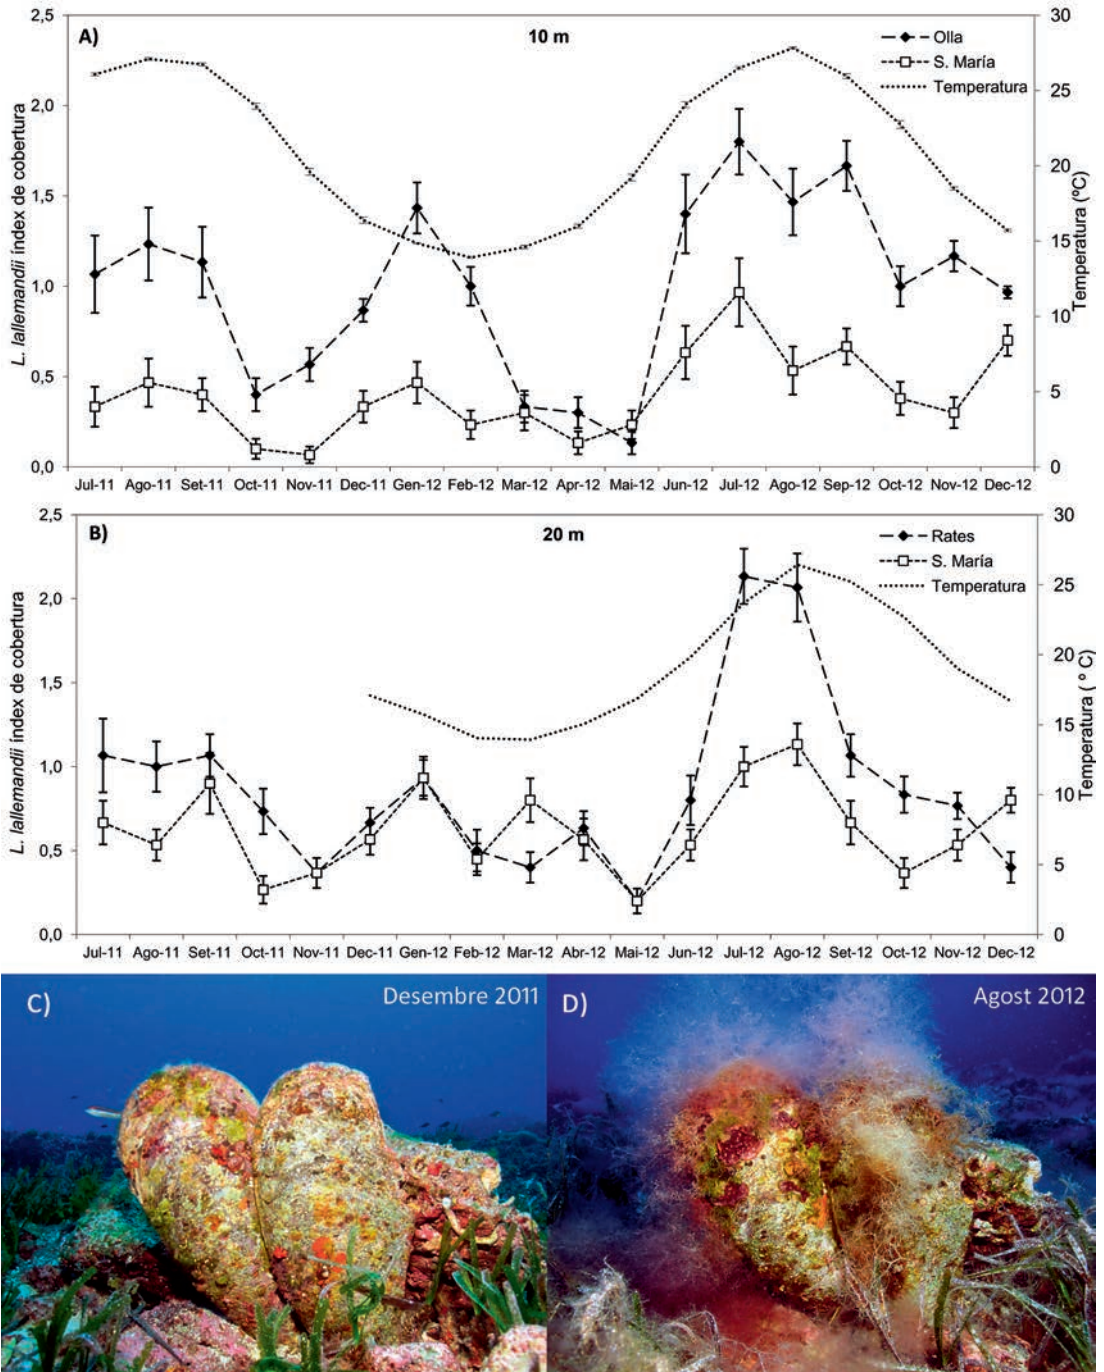 A)
10 m
Olla
S. María
Temperatura
L. lallemandii index de cobertura
2,5
2,0
1,5
1,0
0,5
0,0
Temperatura (ºC)
30
25
20
15
10
5
0
Jul-11 Ago-11 Set-11 Oct-11 Nov-11 Dec-11 Gen-12 Feb-12 Mar-12 Apr-12 Mai-12 Jun-12 Jul-12 Ago-12 Sep-12 Oct-12 Nov-12 Dec-12
B)
20 m
Rates
S. María
Temperatura
L. lallemandii index de cobertura
2,5
2,0
1,5
1,0
0,5
0,0
Temperatura ( º C)
30
25
20
15
10
5
0
Jul-11 Ago-11 Set-11 Oct-11 Nov-11 Dec-11 Gen-12 Feb-12 Mar-12 Abr-12 Mai-12 Jun-12 Jul-12 Ago-12 Set-12 Oct-12 Nov-12 Dec-12
C)
Desembre 2011
D)
Agost 2012